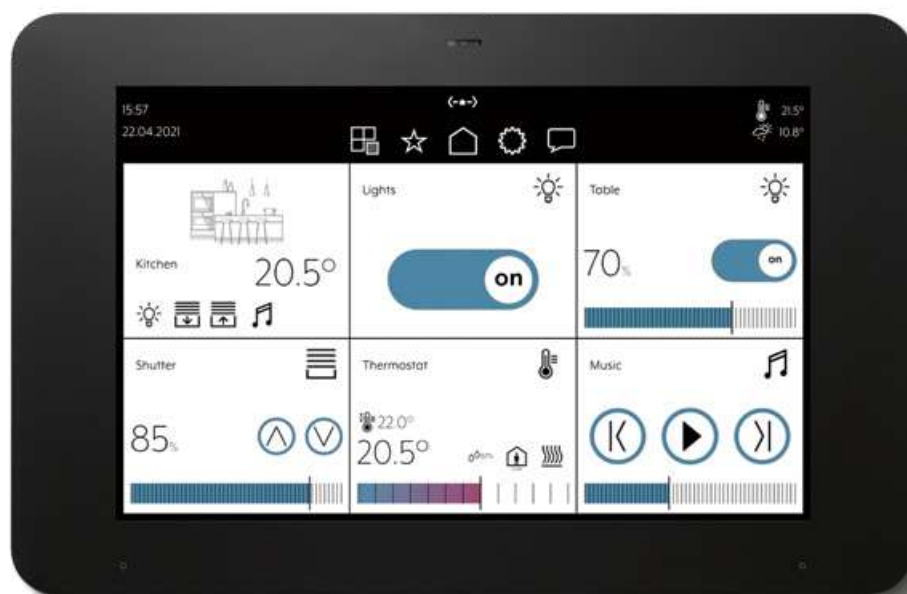 15:57
22.04.2021
21.5°
10.8°
Kitchen
20.5°
Lights
on
Table
70%
on
Shutter
85%
Thermostat
22.0°
20.5°
Music